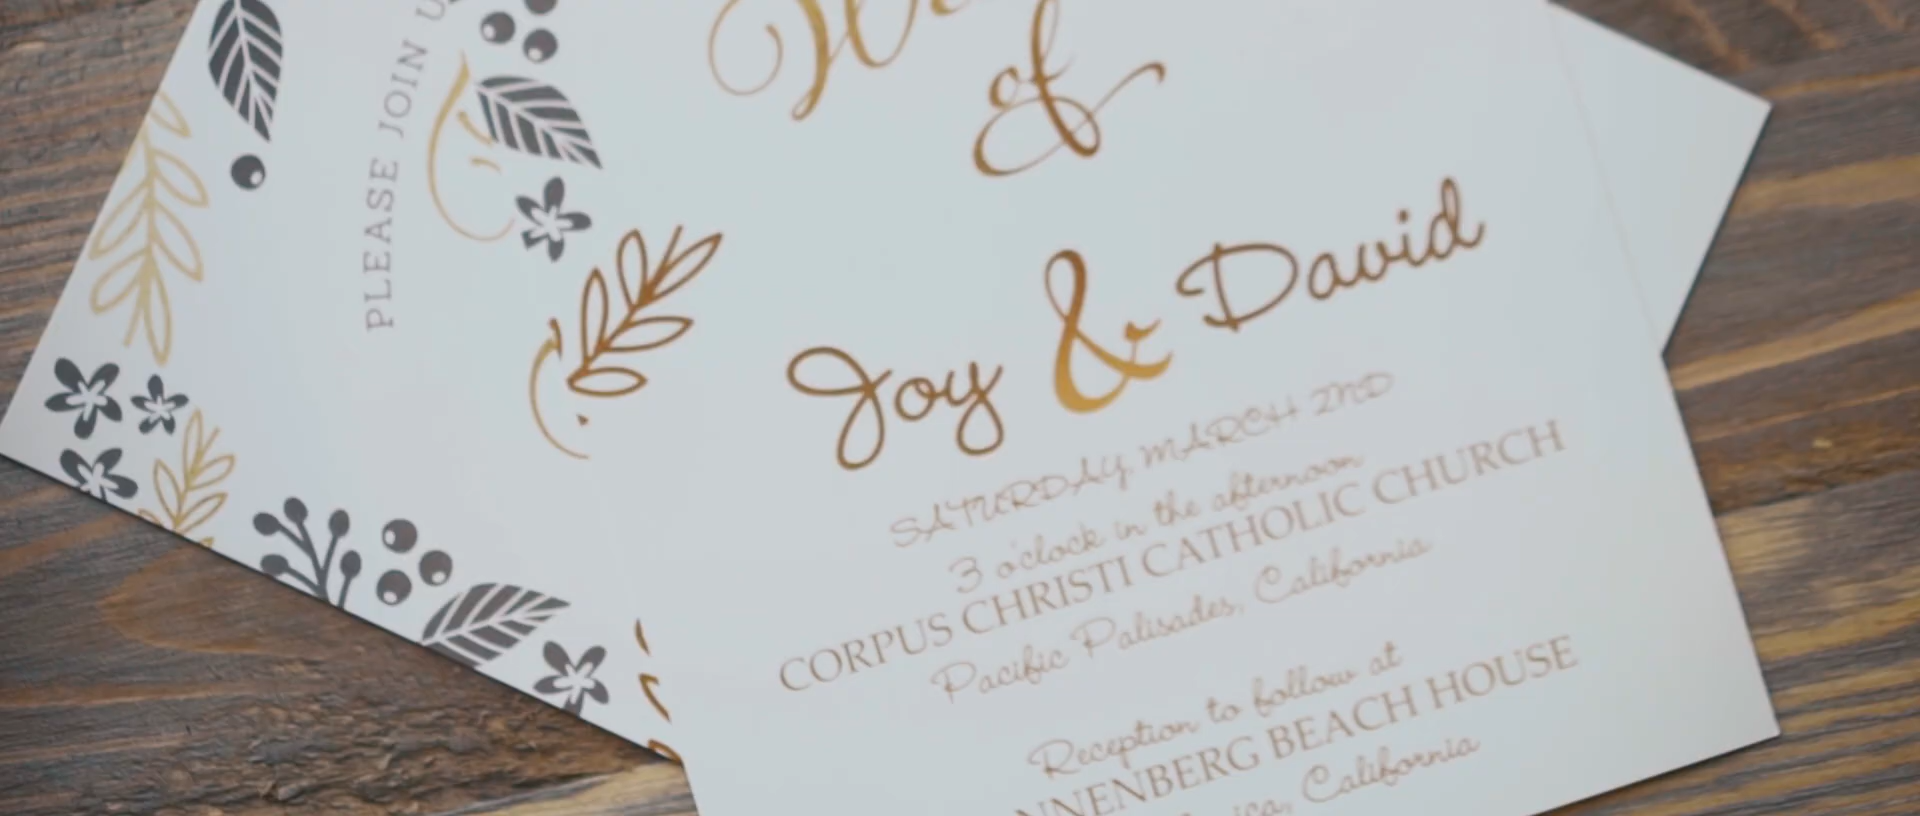 PLEASE JOIN
of
Joy & David
SATURDAY, MARCH 2ND
3 o'clock in the afternoon
CORPUS CHRISTI CATHOLIC CHURCH
Pacific Palisades, California
Reception to follow at
BEACH HOUSE
California